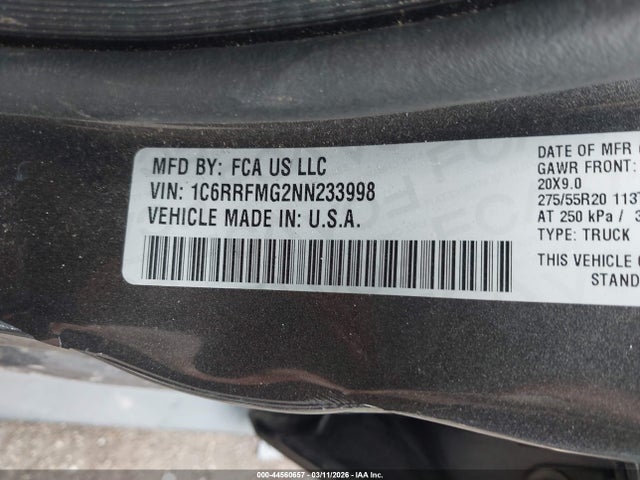 MFD BY: FCA US LLC
VIN: 1C6RRFMG2NN233998
VEHICLE MADE IN: U.S.A.
DATE OF MFR
GAWR FRONT:
20X9.0
275/55R20 113T
AT 250 kPa /
TYPE: TRUCK
THIS VEHICLE
STAND
000-44560657 - 03/11/2026 - IAA Inc.